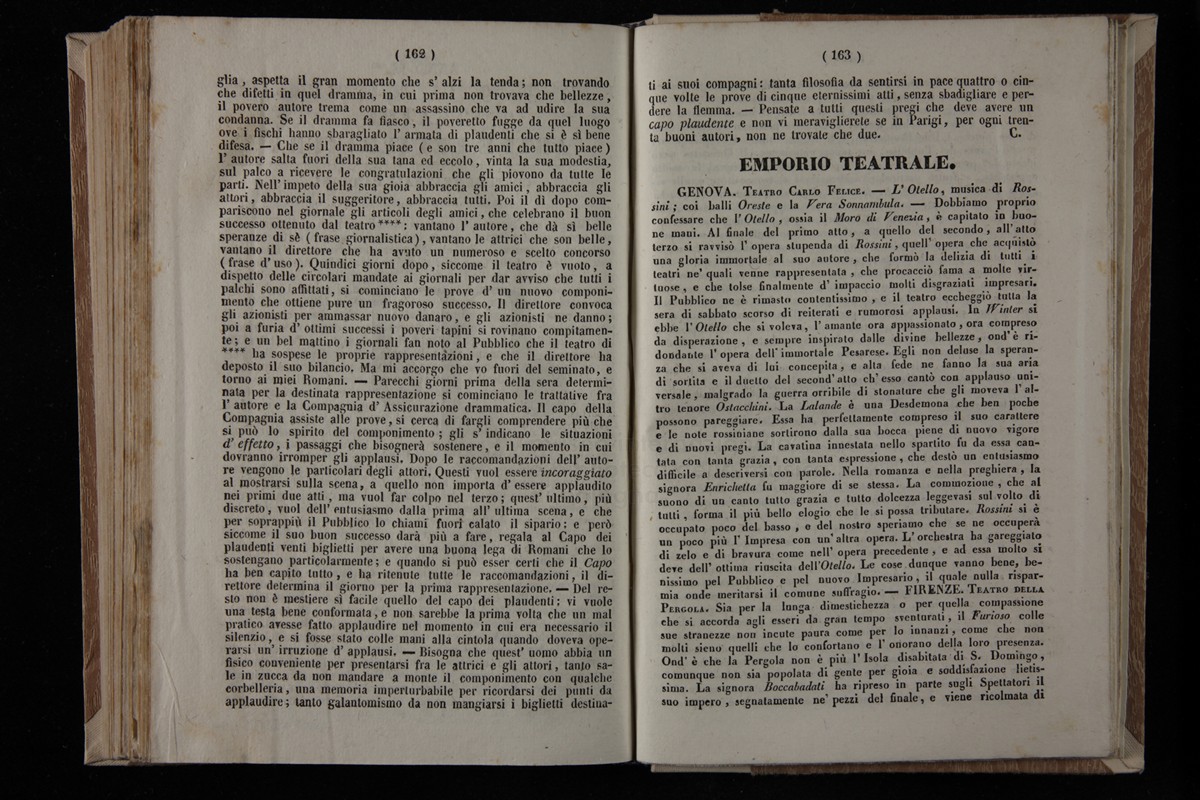 ( 162 )
glia, aspetta il gran momento che s' alzi la tenda; non trovando
che difetti in quel dramma, in cui prima non trovava che bellezze,
il povero autore trema come un assassino che va ad udire la sua
condanna. Se il dramma fa fiasco, il poveretto fugge da quel luogo
ove i fischi hanno sbaragliato l' armata di plaudenti che si è sì bene
difesa. — Che se il dramma piace (e son tre anni che tutto piace)
l' autore salta fuori della sua tana ed eccolo, vinta la sua modestia,
sul palco a ricevere le congratulazioni che gli piovono da tutte le
parti. Nell' impeto della sua gioia abbraccia gli amici, abbraccia gli
attori, abbraccia il suggeritore, abbraccia tutti. Poi il dì dopo com-
pariscono nel giornale gli articoli degli amici, che celebrano il buon
successo ottenuto dal teatro ****: vantano l' autore, che dà sì belle
speranze di sè (frase giornalistica), vantano le attrici che son belle,
vantano il direttore che ha avuto un numeroso e scelto concorso
(frase d' uso). Quindici giorni dopo, siccome il teatro è vuoto, a
dispetto delle circolari mandate ai giornali per dar avviso che tutti i
palchi sono affittati, si cominciano le prove d' un nuovo componi-
mento che ottiene pure un fragoroso successo. Il direttore convoca
gli azionisti per ammassar nuovo danaro, e gli azionisti ne danno;
poi a furia d' ottimi successi i poveri tapini si rovinano compitamen-
te; e un bel mattino i giornali fan noto al Pubblico che il teatro di
**** ha sospese le proprie rappresentàzioni, e che il direttore ha
deposto il suo bilancio. Ma mi accorgo che vo fuori del seminato, e
torno ai miei Romani. — Parecchi giorni prima della sera determi-
nata per la destinata rappresentazione si cominciano le trattative fra
l' autore e la Compagnia d' Assicurazione drammatica. Il capo della
Compagnia assiste alle prove, si cerca di fargli comprendere più che
si può lo spirito del componimento; gli s' indicano le situazioni
d' effetto, i passaggi che bisognerà sostenere, e il momento in cui
dovranno irromper gli applausi. Dopo le raccomandazioni dell' auto-
re vengono le particolari degli attori. Questi vuol essere incoraggiato
al mostrarsi sulla scena, a quello non importa d' essere applaudito
nei primi due atti, ma vuol far colpo nel terzo; quest' ultimo, più
discreto, vuol dell' entusiasmo dalla prima all' ultima scena, e che
per soprappiù il Pubblico lo chiami fuori calato il sipario: e però
siccome il suo buon successo darà più a fare, regala al Capo dei
plaudenti venti biglietti per avere una buona lega di Romani che lo
sostengano particolarmente; e quando si può esser certi che il Capo
ha ben capito tutto, e ha ritenute tutte le raccomandazioni, il di-
rettore determina il giorno per la prima rappresentazione. — Del re-
sto non è mestiere sì facile quello del capo dei plaudenti: vi vuole
una testa bene conformata, e non sarebbe la prima volta che un mal
pratico avesse fatto applaudire nel momento in cui era necessario il
silenzio, e si fosse stato colle mani alla cintola quando doveva ope-
rarsi un' irruzione d' applausi. — Bisogna che quest' uomo abbia un
fisico conveniente per presentarsi fra le attrici e gli attori, tanto sa-
le in zucca da non mandare a monte il componimento con qualche
corbelleria, una memoria imperturbabile per ricordarsi dei punti da
applaudire; tanto galantomismo da non mangiarsi i biglietti destina-
( 163 )
ti ai suoi compagni: tanta filosofia da sentirsi in pace quattro o cin-
que volte le prove di cinque eternissimi atti, senza sbadigliare e per-
dere la flemma. — Pensate a tutti questi pregi che deve avere un
capo plaudente e non vi meraviglierete se in Parigi, per ogni tren-
ta buoni autori, non ne trovate che due. C.
EMPORIO TEATRALE.
GENOVA. TEATRO CARLO FELICE. — L' Otello, musica di Ros-
sini; coi balli Oreste e la Vera Sonnambula. — Dobbiamo proprio
confessare che l' Otello, ossia il Moro di Venezia, è capitato in buo-
ne mani. Al finale del primo atto, a quello del secondo, all' atto
terzo si ravvisò l' opera stupenda di Rossini, quell' opera che acquistò
una gloria immortale al suo autore, che formò la delizia di tutti i
teatri ne' quali venne rappresentata, che procacciò fama a molte vir-
tuose, e che tolse finalmente d' impaccio molti disgraziati impresari.
Il Pubblico ne è rimasto contentissimo, e il teatro eccheggiò tutta la
sera di sabbato scorso di reiterati e rumorosi applausi. In Winter si
ebbe l' Otello che si voleva, l' amante ora appassionato, ora compreso
da disperazione, e sempre inspirato dalle divine bellezze, ond' è ri-
dondante l' opera dell' immortale Pesarese. Egli non deluse la speran-
za che si aveva di lui concepita, e alta fede ne fanno la sua aria
di sortita e il duetto del second' atto ch' esso cantò con applauso uni-
versale, malgrado la guerra orribile di stonature che gli moveva l' al-
tro tenore Ostacchini. La Lalande è una Desdemona che ben poche
possono pareggiare. Essa ha perfettamente compreso il suo carattere
e le note rossiniane sortirono dalla sua bocca piene di nuovo vigore
e di nuovi pregi. La cavatina innestata nello spartito fu da essa can-
tata con tanta grazia, con tanta espressione, che destò un entusiasmo
difficile a descriversi con parole. Nella romanza e nella preghiera, la
signora Enrichetta fu maggiore di se stessa. La commozione, che al
suono di un canto tutto grazia e tutto dolcezza leggevasi sul volto di
tutti, forma il più bello elogio che le si possa tributare. Rossini si è
occupato poco del basso, e del nostro speriamo che se ne occuperà
un poco più l' Impresa con un' altra opera. L' orchestra ha gareggiato
di zelo e di bravura come nell' opera precedente, e ad essa molto si
deve dell' ottima riuscita dell'Otello. Le cose dunque vanno bene, be-
nissimo pel Pubblico e pel nuovo Impresario, il quale nulla rispar-
mia onde meritarsi il comune suffragio. — FIRENZE. TEATRO DELLA
PERGOLA. Sia per la lunga dimestichezza o per quella compassione
che si accorda agli esseri da gran tempo sventurati, il Furioso colle
sue stranezze non incute paura come per lo innanzi, come che non
molti sieno quelli che lo confortano e l' onorano della loro presenza.
Ond' è che la Pergola non è più l' Isola disabitata di S. Domingo,
comunque non sia popolata di gente per gioia e soddisfazione lietis-
sima. La signora Boccabadati ha ripreso in parte sugli Spettatori il
suo impero, segnatamente ne' pezzi del finale, e viene ricolmata di